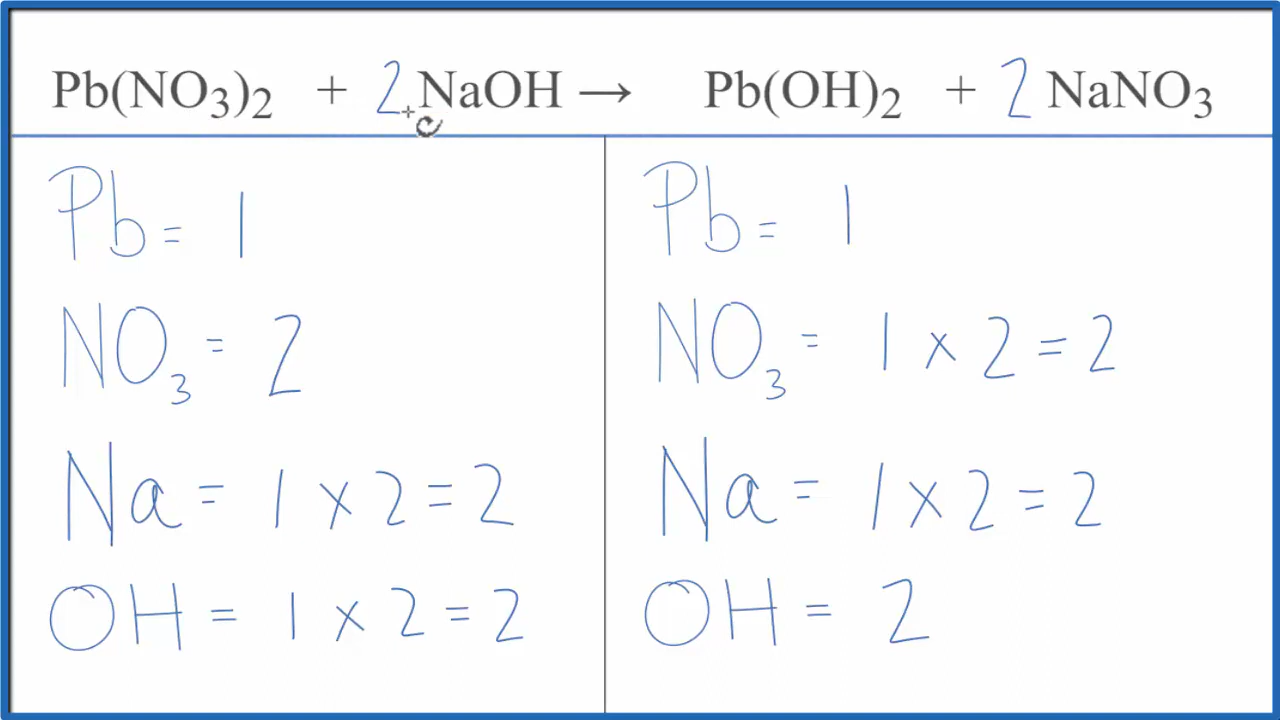 Pb(NO3)2 + 2 NaOH → Pb(OH)2 + 2 NaNO3
Pb = 1
NO3 = 2
Na = 1 x 2 = 2
OH = 1 x 2 = 2
Pb = 1
NO3 = 1 x 2 = 2
Na = 1 x 2 = 2
OH = 2